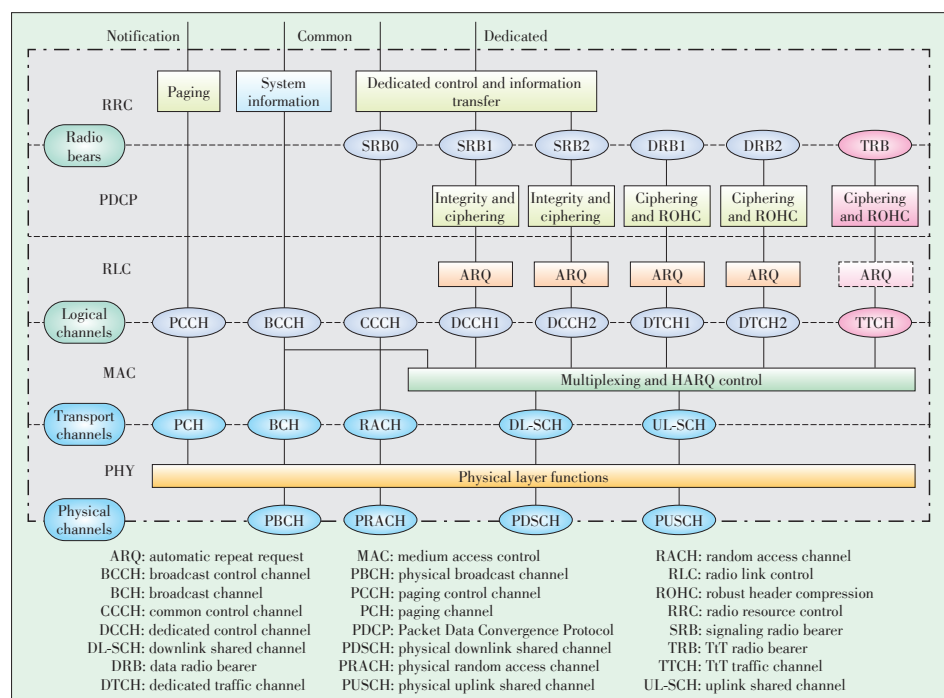 Notification Common Dedicated
RRC
Paging
System
information
Dedicated control and information
transfer
Radio
bears
SRB0 SRB1 SRB2 DRB1 DRB2 TRB
PDCP
Integrity and
ciphering
Integrity and
ciphering
Ciphering
and ROHC
Ciphering
and ROHC
Ciphering
and ROHC
RLC
ARQ ARQ ARQ ARQ ARQ
Logical
channels
PCCH BCCH CCCH DCCH1 DCCH2 DTCH1 DTCH2 TTCH
MAC
Multiplexing and HARQ control
Transport
channels
PCH BCH RACH DL-SCH UL-SCH
PHY
Physical layer functions
Physical
channels
PBCH PRACH PDSCH PUSCH
ARQ: automatic repeat request
BCCH: broadcast control channel
BCH: broadcast channel
CCCH: common control channel
DCCH: dedicated control channel
DL-SCH: downlink shared channel
DRB: data radio bearer
DTCH: dedicated traffic channel
MAC: medium access control
PBCH: physical broadcast channel
PCCH: paging control channel
PCH: paging channel
PDCP: Packet Data Convergence Protocol
PDSCH: physical downlink shared channel
PRACH: physical random access channel
PUSCH: physical uplink shared channel
RACH: random access channel
RLC: radio link control
ROHC: robust header compression
RRC: radio resource control
SRB: signaling radio bearer
TRB: TtT radio bearer
TTCH: TtT traffic channel
UL-SCH: uplink shared channel